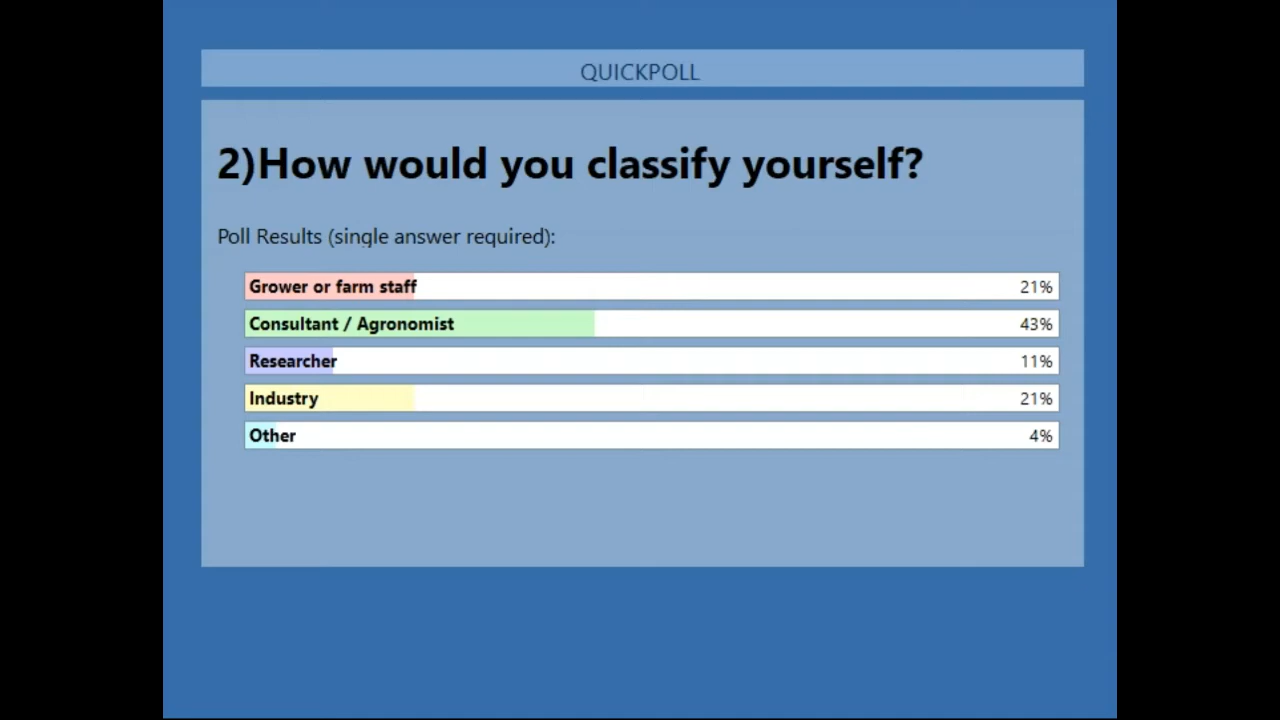 QUICKPOLL
2)How would you classify yourself?
Poll Results (single answer required):
Grower or farm staff 21%
Consultant / Agronomist 43%
Researcher 11%
Industry 21%
Other 4%